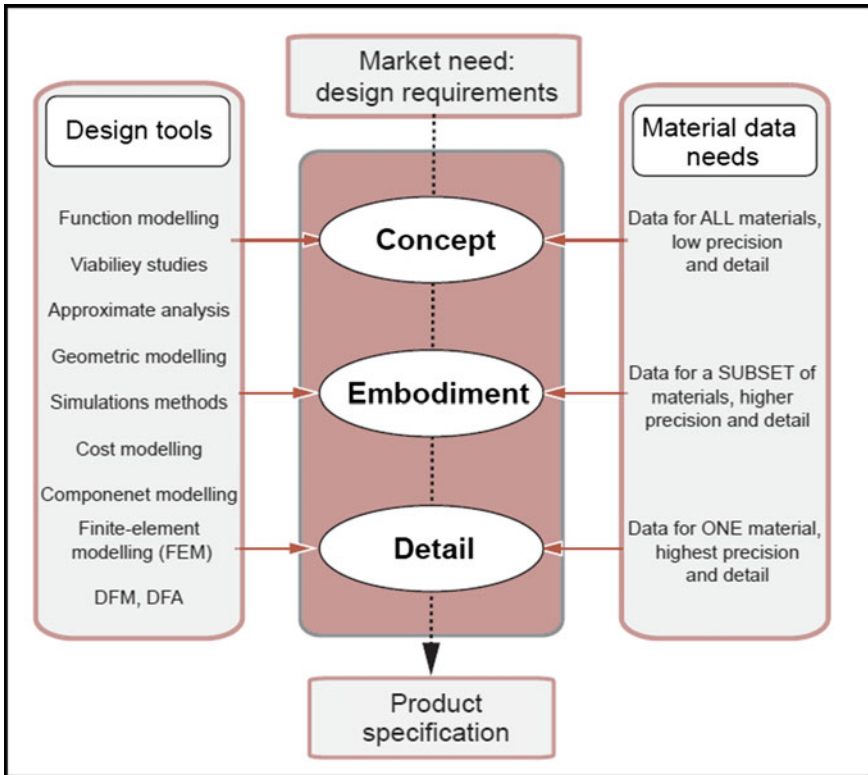 Market need:
design requirements
Design tools
Function modelling
Viabiliey studies
Approximate analysis
Geometric modelling
Simulations methods
Cost modelling
Componenet modelling
Finite-element
modelling (FEM)
DFM, DFA
Concept
Embodiment
Detail
Material data
needs
Data for ALL materials,
low precision
and detail
Data for a SUBSET of
materials, higher
precision and detail
Data for ONE material,
highest precision
and detail
Product
specification